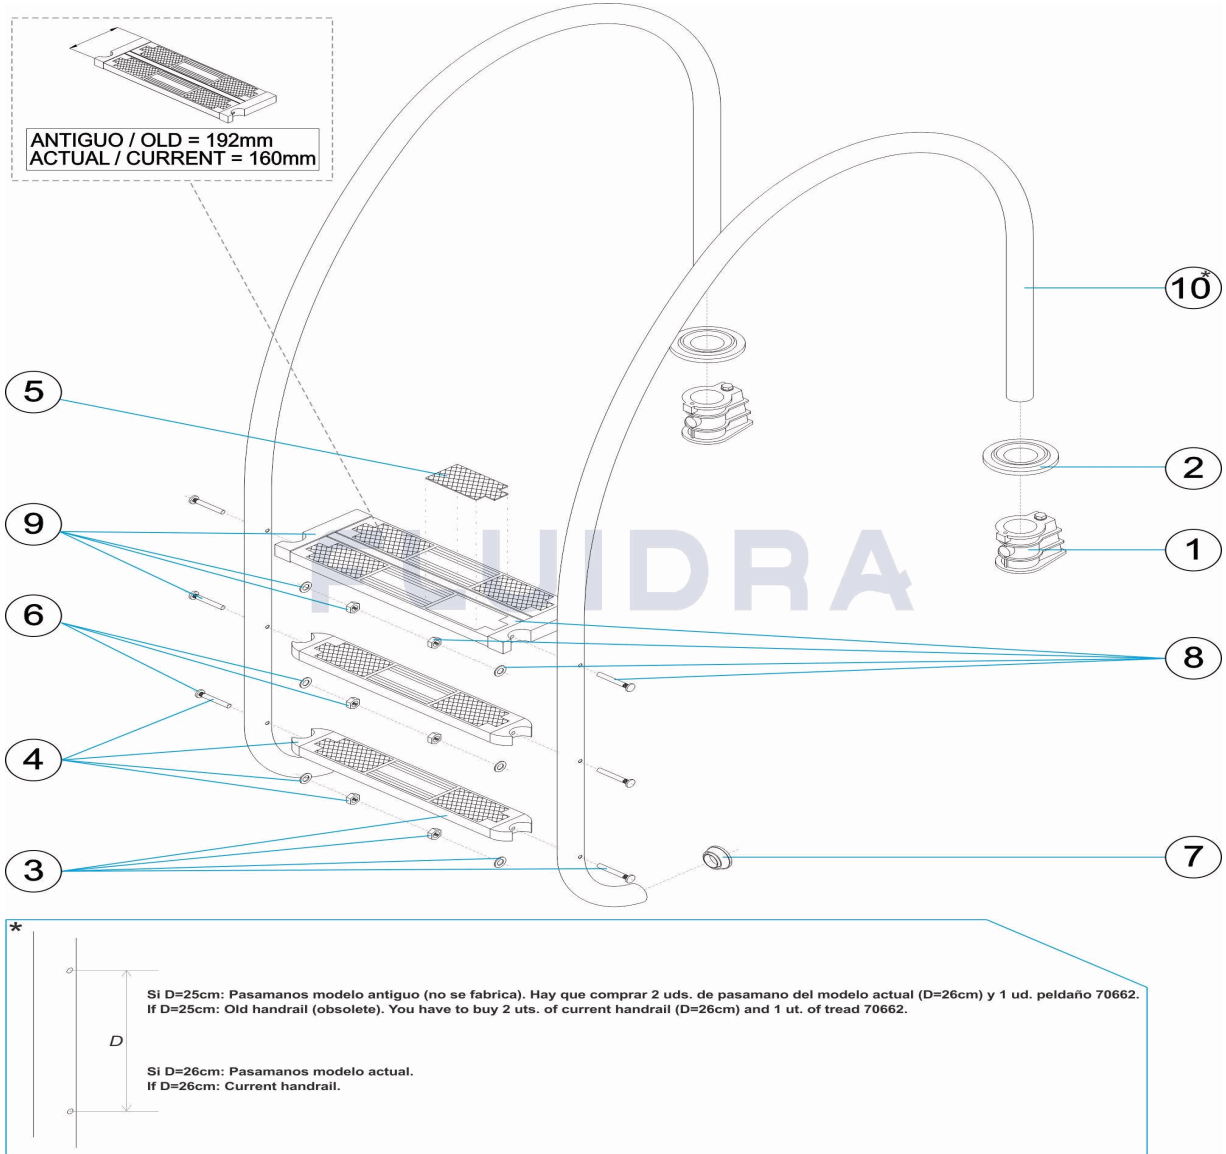 ANTIGUO / OLD = 192mm
ACTUAL / CURRENT = 160mm
10*
5
2
9
1
FLUIDRA
6
8
4
7
3
*
Si D=25cm: Pasamanos modelo antiguo (no se fabrica). Hay que comprar 2 uds. de pasamano del modelo actual (D=26cm) y 1 ud. peldaño 70662.
If D=25cm: Old handrail (obsolete). You have to buy 2 uts. of current handrail (D=26cm) and 1 ut. of tread 70662.
D
Si D=26cm: Pasamanos modelo actual.
If D=26cm: Current handrail.